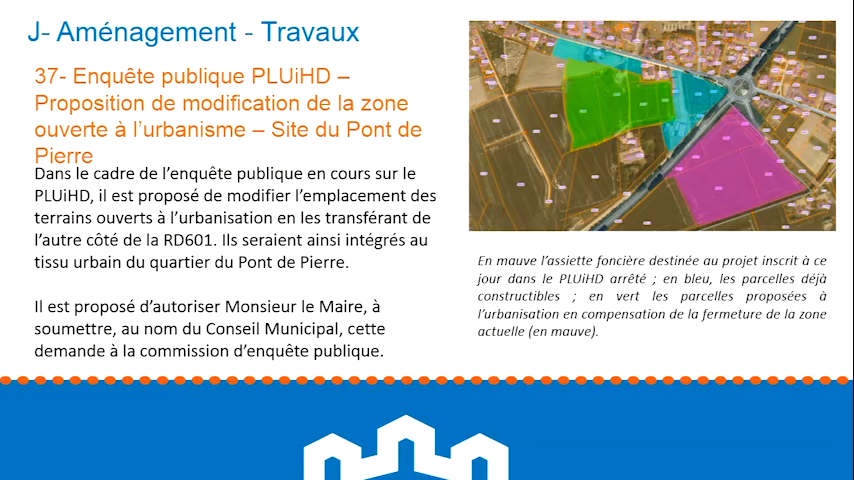 J- Aménagement - Travaux
37- Enquête publique PLUiHD –
Proposition de modification de la zone
ouverte à l’urbanisme – Site du Pont de
Pierre
Dans le cadre de l’enquête publique en cours sur le
PLUiHD, il est proposé de modifier l’emplacement des
terrains ouverts à l’urbanisation en les transférant de
l’autre côté de la RD601. Ils seraient ainsi intégrés au
tissu urbain du quartier du Pont de Pierre.
Il est proposé d’autoriser Monsieur le Maire, à
soumettre, au nom du Conseil Municipal, cette
demande à la commission d’enquête publique.
En mauve l’assiette foncière destinée au projet inscrit à ce
jour dans le PLUiHD arrêté ; en bleu, les parcelles déjà
constructibles ; en vert les parcelles proposées à
l’urbanisation en compensation de la fermeture de la zone
actuelle (en mauve).